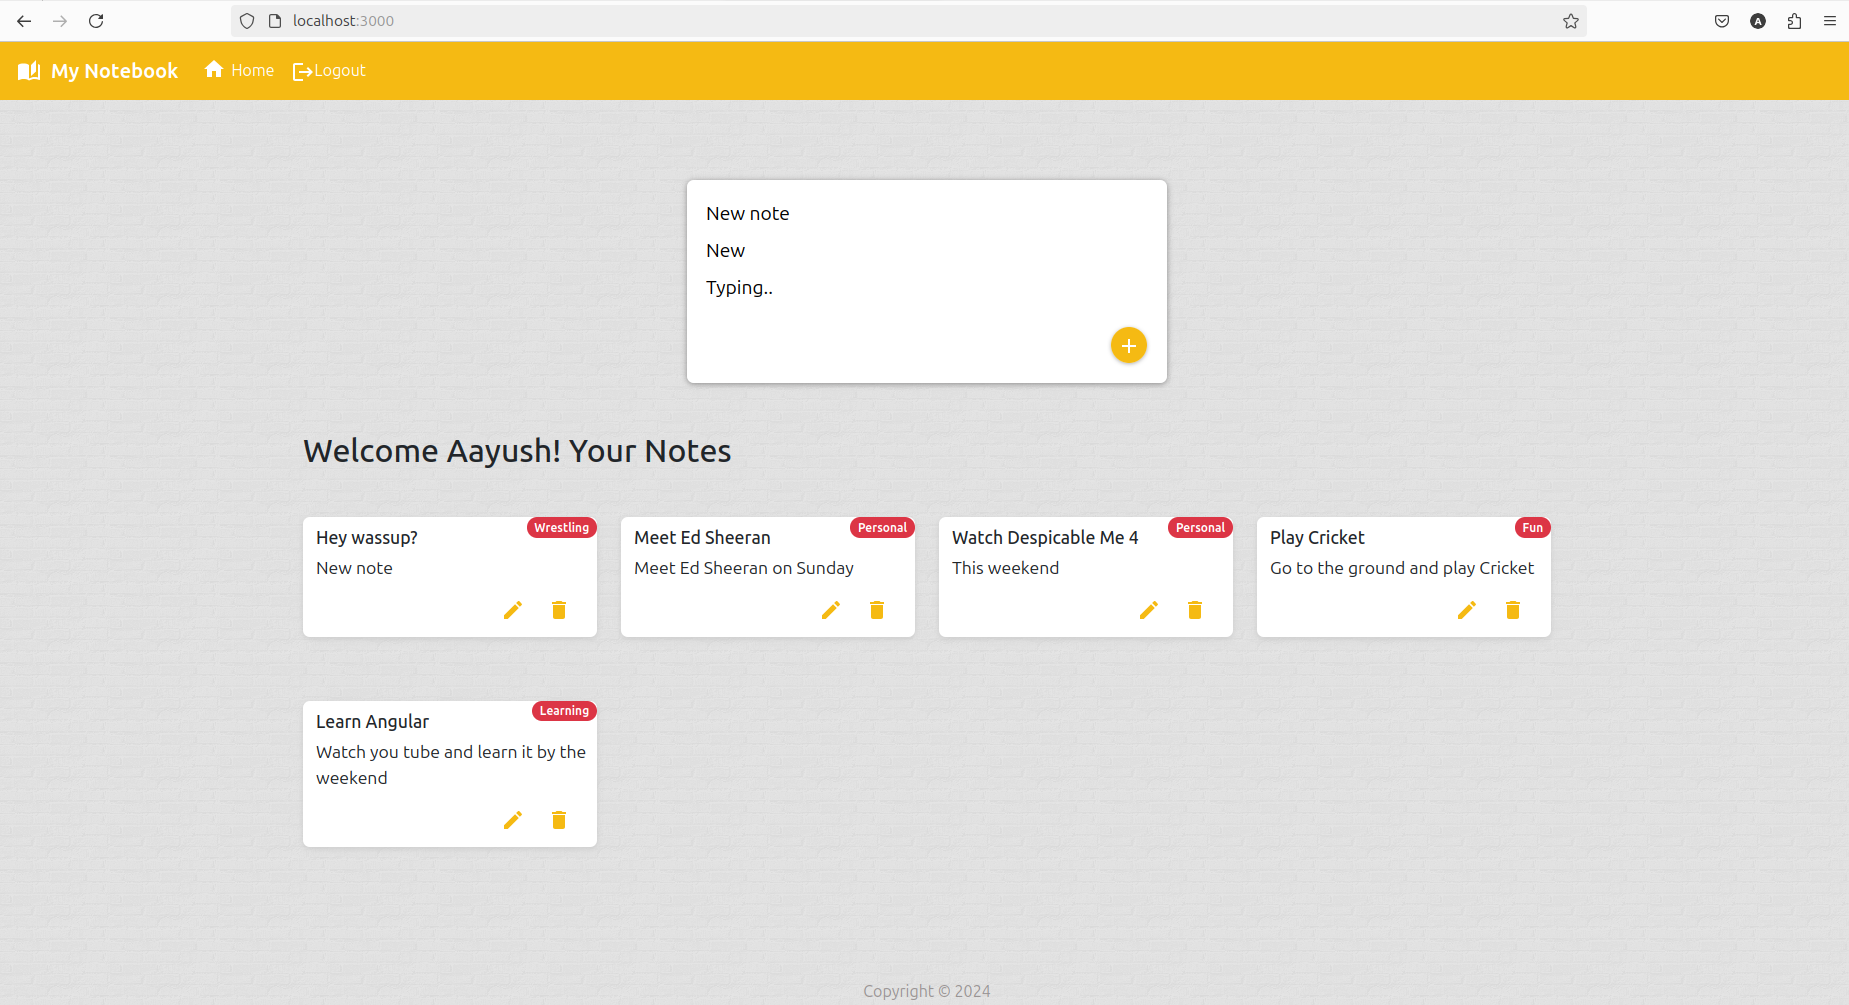 localhost:3000
A
My Notebook Home Logout
New note
New
Typing..
Welcome Aayush! Your Notes
Wrestling
Hey wassup?
New note
Personal
Meet Ed Sheeran
Meet Ed Sheeran on Sunday
Personal
Watch Despicable Me 4
This weekend
Fun
Play Cricket
Go to the ground and play Cricket
Learning
Learn Angular
Watch you tube and learn it by the
weekend
Copyright © 2024